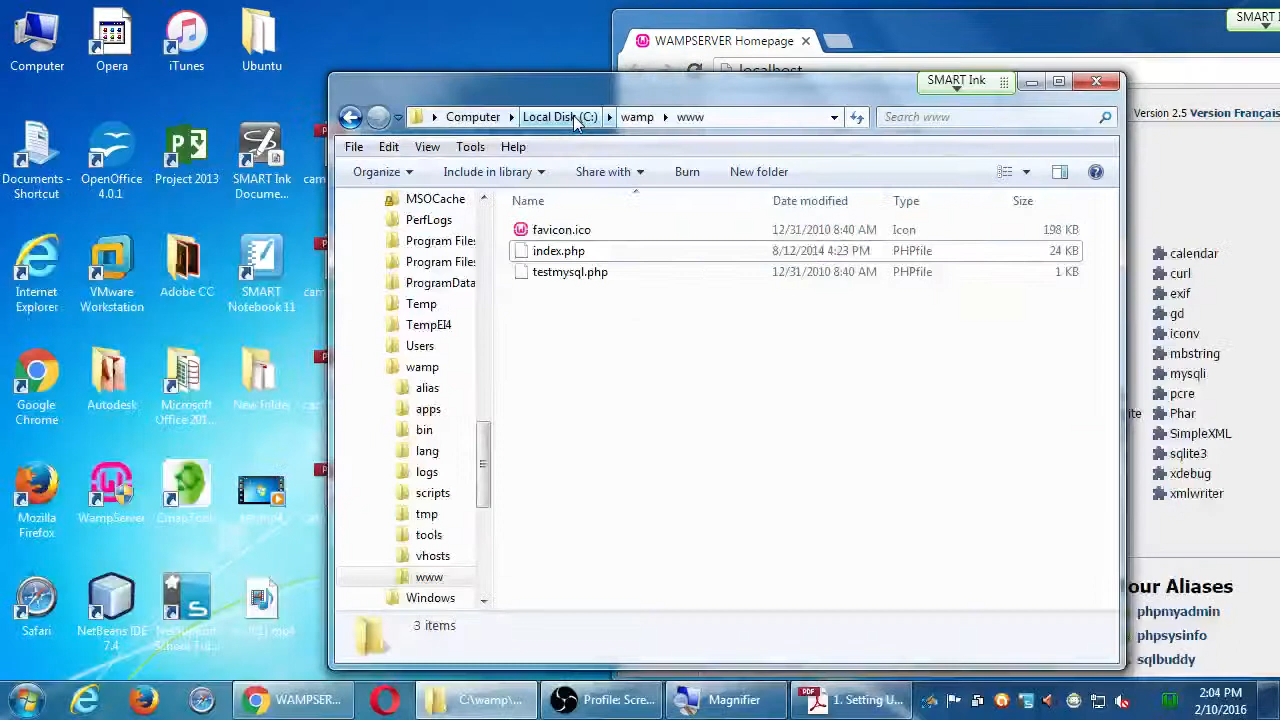 Computer
Opera
iTunes
Ubuntu
Documents -
Shortcut
OpenOffice
4.0.1
Project 2013
SMART Ink
Docume...
cam
Internet
Explorer
VMware
Workstation
Adobe CC
SMART
Notebook 11
cam
Google
Chrome
Autodesk
Microsoft
Office 201...
New Folder
cam
Mozilla
Firefox
WampServer
CmapTools
Safari
NetBeans IDE
7.4
WAMPSERVER Homepage
localhost
SMART Ink
SMART I
Computer
Local Disk (C:)
wamp
www
Search www
File
Edit
View
Tools
Help
Organize
Include in library
Share with
Burn
New folder
Name
Date modified
Type
Size
favicon.ico 12/31/2010 8:40 AM Icon 198 KB
index.php 8/12/2014 4:23 PM PHPfile 24 KB
testmysql.php 12/31/2010 8:40 AM PHPfile 1 KB
MSOCache
PerfLogs
Program Files
Program Files
ProgramData
Temp
TempEI4
Users
wamp
alias
apps
bin
lang
logs
scripts
tmp
tools
vhosts
www
Windows
3 items
Version 2.5 Version Français
calendar
curl
exif
gd
iconv
mbstring
mysqli
pcre
Phar
SimpleXML
sqlite3
xdebug
xmlwriter
our Aliases
phpmyadmin
phpsysinfo
sqlbuddy
WAMPSER...
C:\wamp\...
Profile: Scre...
Magnifier
1. Setting U...
2:04 PM
2/10/2016